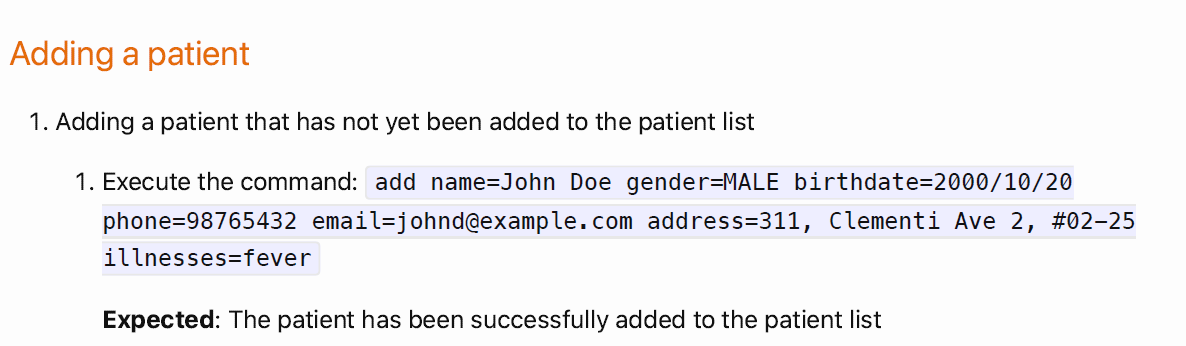 Adding a patient
1. Adding a patient that has not yet been added to the patient list
1. Execute the command: add name=John Doe gender=MALE birthdate=2000/10/20
phone=98765432 email=johnd@example.com address=311, Clementi Ave 2, #02-25
illnesses=fever
Expected: The patient has been successfully added to the patient list